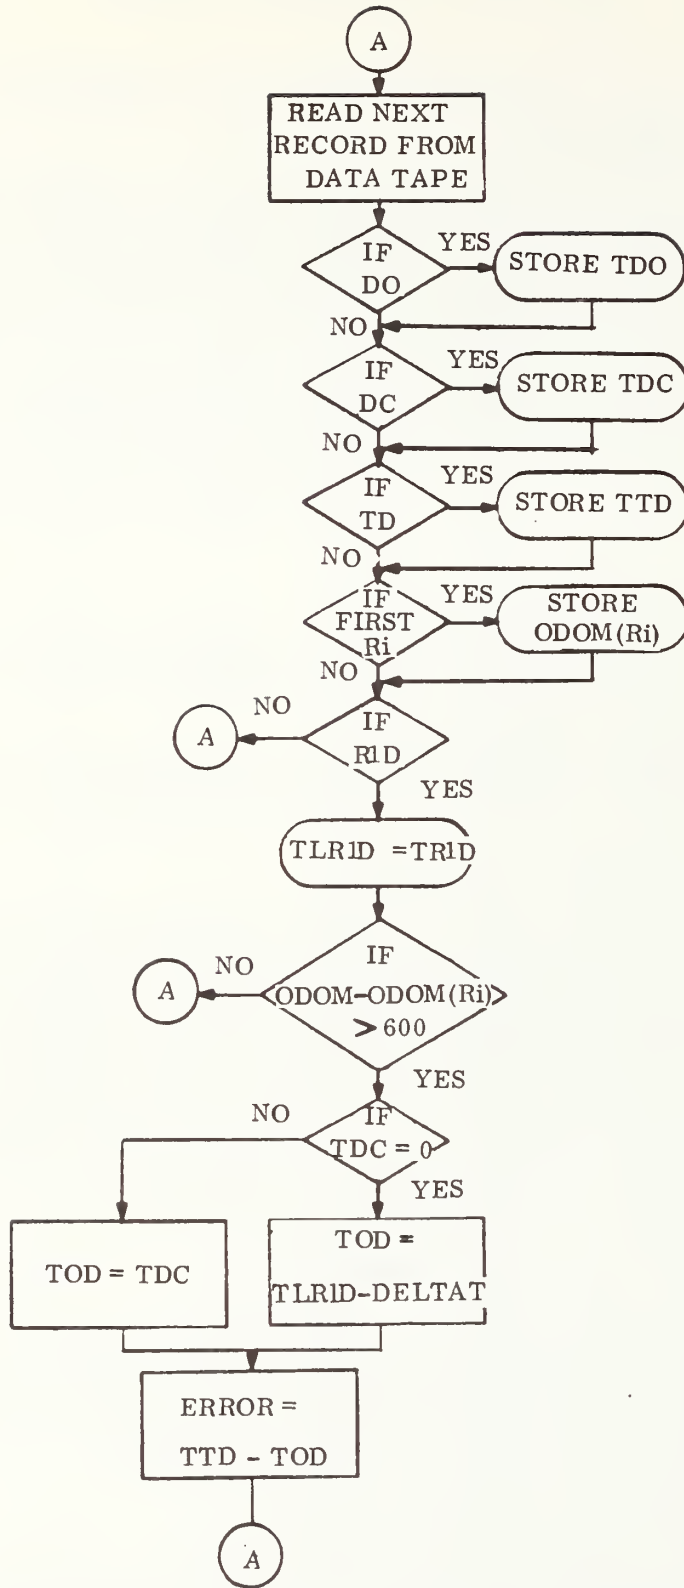 A
READ NEXT
RECORD FROM
DATA TAPE
IF
DO
YES
STORE TDO
NO
IF
DC
YES
STORE TDC
NO
IF
TD
YES
STORE TTD
NO
IF
FIRST
Ri
YES
STORE
ODOM(Ri)
NO
IF
R1D
NO
A
YES
TLR1D =TR1D
IF
ODOM-ODOM(Ri)
> 600
NO
A
YES
IF
TDC = 0
NO
YES
TOD = TDC
TOD =
TLR1D-DELTAT
ERROR =
TTD - TOD
A